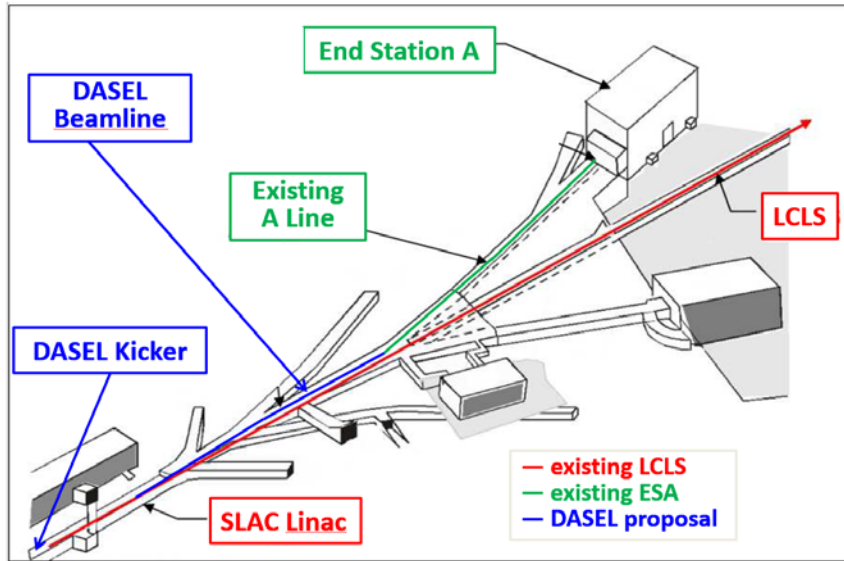 End Station A
DASEL
Beamline
Existing
A Line
LCLS
DASEL Kicker
SLAC Linac
existing LCLS
existing ESA
DASEL proposal